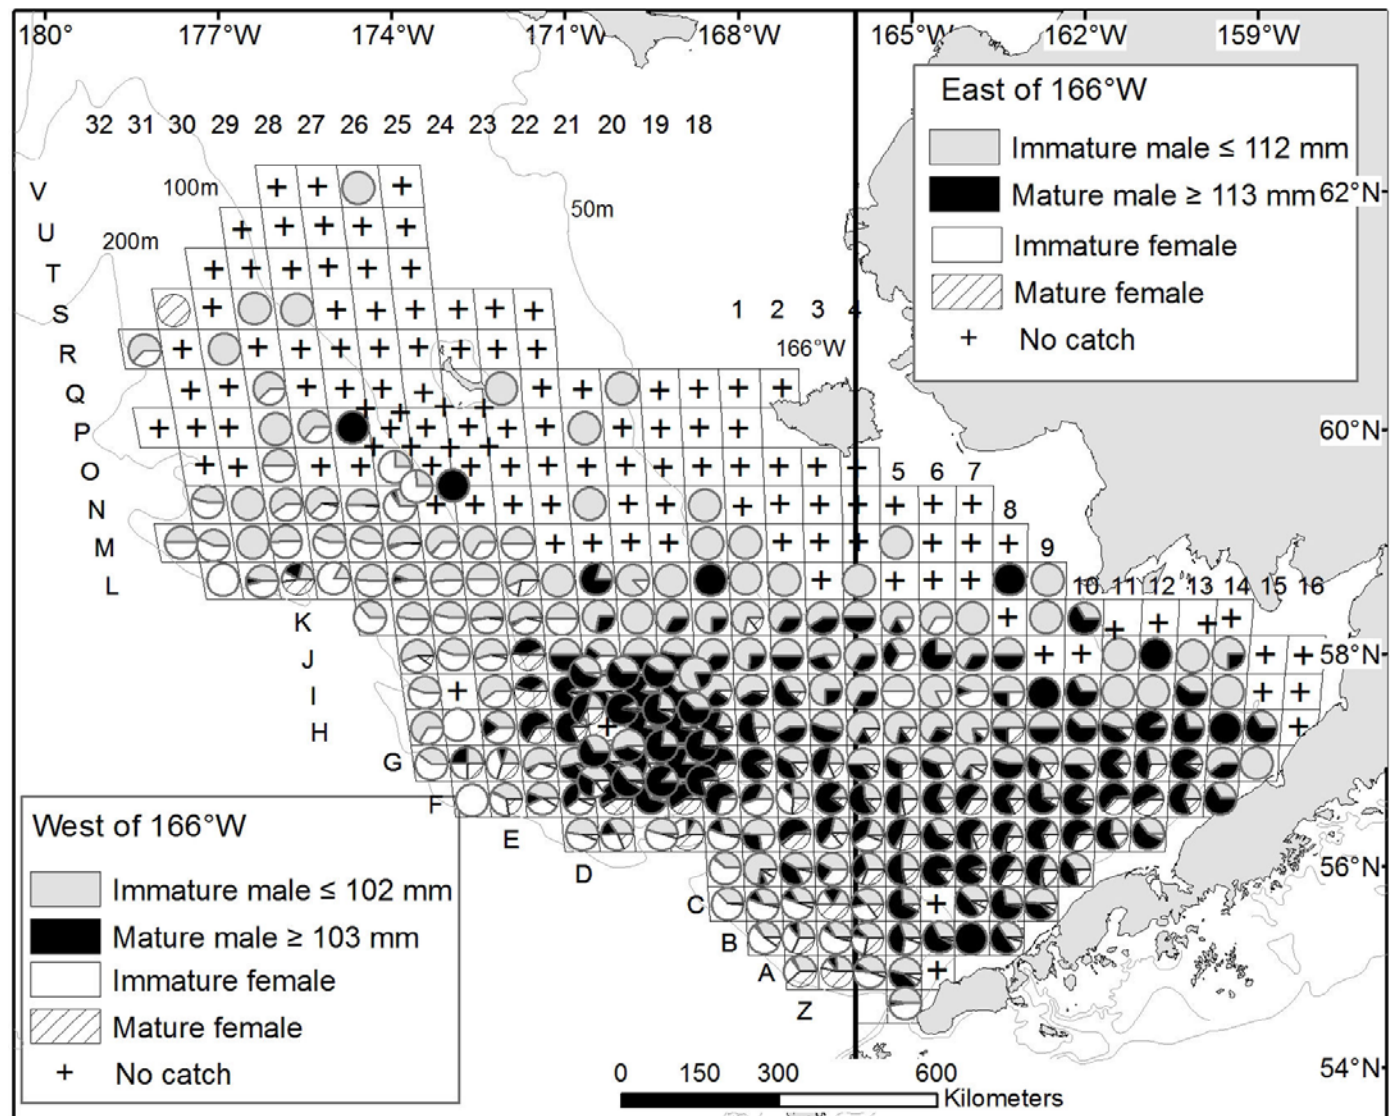 180° 177°W 174°W 171°W 168°W 165°W 162°W 159°W
East of 166°W
Immature male ≤ 112 mm
Mature male ≥ 113 mm
Immature female
Mature female
+ No catch
32 31 30 29 28 27 26 25 24 23 22 21 20 19 18
62°N
60°N
58°N
56°N
54°N
100m
200m
50m
1 2 3 4
166°W
5 6 7
8
9
10 11 12 13 14 15 16
V
U
T
S
R
Q
P
O
N
M
L
K
J
I
H
G
F
E
D
C
B
A
Z
West of 166°W
Immature male ≤ 102 mm
Mature male ≥ 103 mm
Immature female
Mature female
+ No catch
0 150 300 600
Kilometers